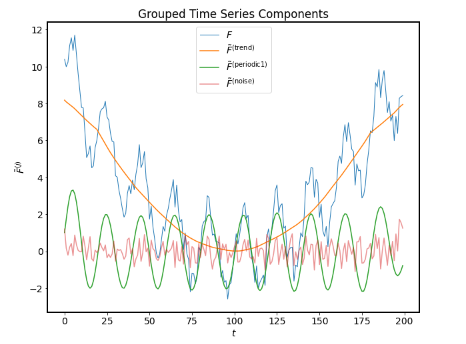 Grouped Time Series Components
F
F̃^(trend)
F̃^(periodic1)
F̃^(noise)
12
10
8
6
4
2
0
−2
F̃^(j)
0 25 50 75 100 125 150 175 200
t